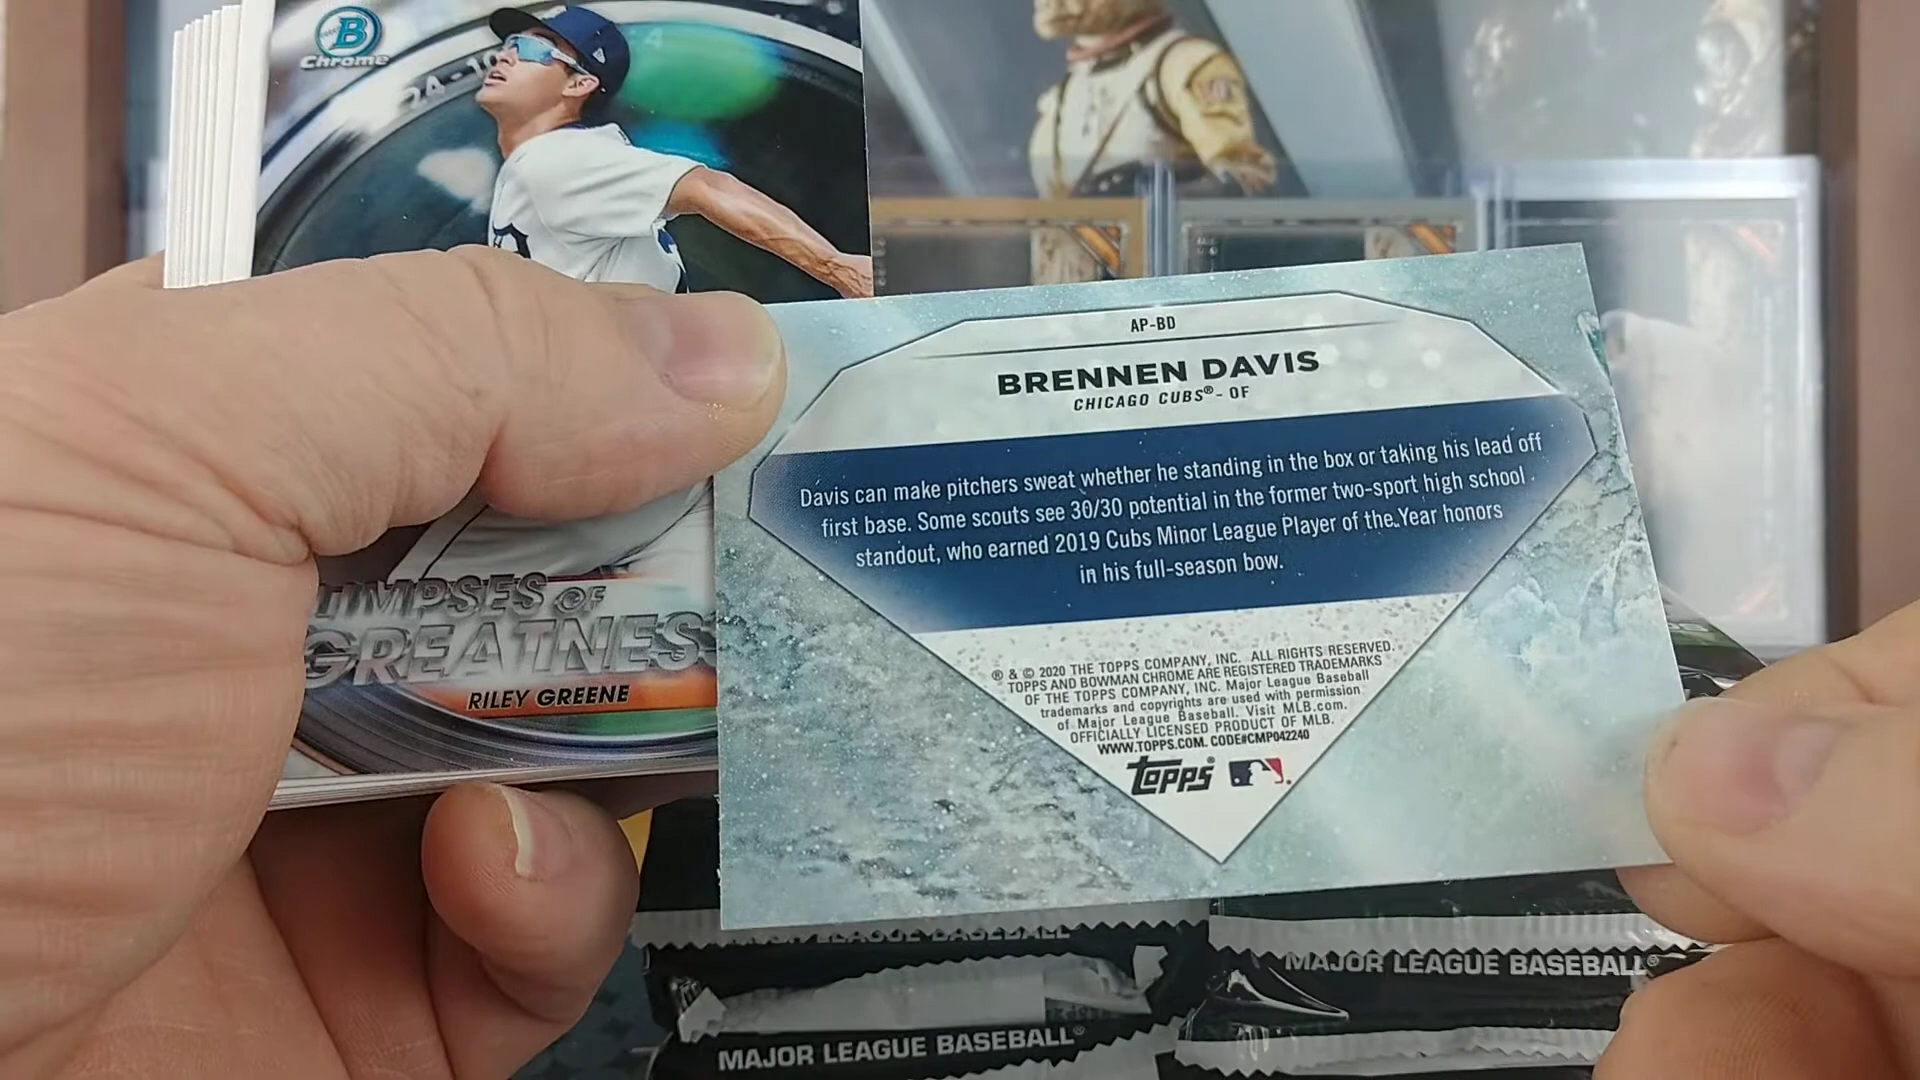 B
Chrome
24-10
AP-BD
BRENNEN DAVIS
CHICAGO CUBS® - OF
Davis can make pitchers sweat whether he standing in the box or taking his lead off
first base. Some scouts see 30/30 potential in the former two-sport high school
standout, who earned 2019 Cubs Minor League Player of the Year honors
in his full-season bow.
® & © 2020 THE TOPPS COMPANY, INC. ALL RIGHTS RESERVED.
TOPPS AND BOWMAN CHROME ARE REGISTERED TRADEMARKS
OF THE TOPPS COMPANY, INC. Major League Baseball
trademarks and copyrights are used with permission
of Major League Baseball. Visit MLB.com.
OFFICIALLY LICENSED PRODUCT OF MLB.
WWW.TOPPS.COM. CODE#CMP042240
Topps®
LIMPSES OF
GREATNES
RILEY GREENE
LEAGUE BASEBALL
MAJOR LEAGUE BASEBALL®
MAJOR LEAGUE BASEBALL®